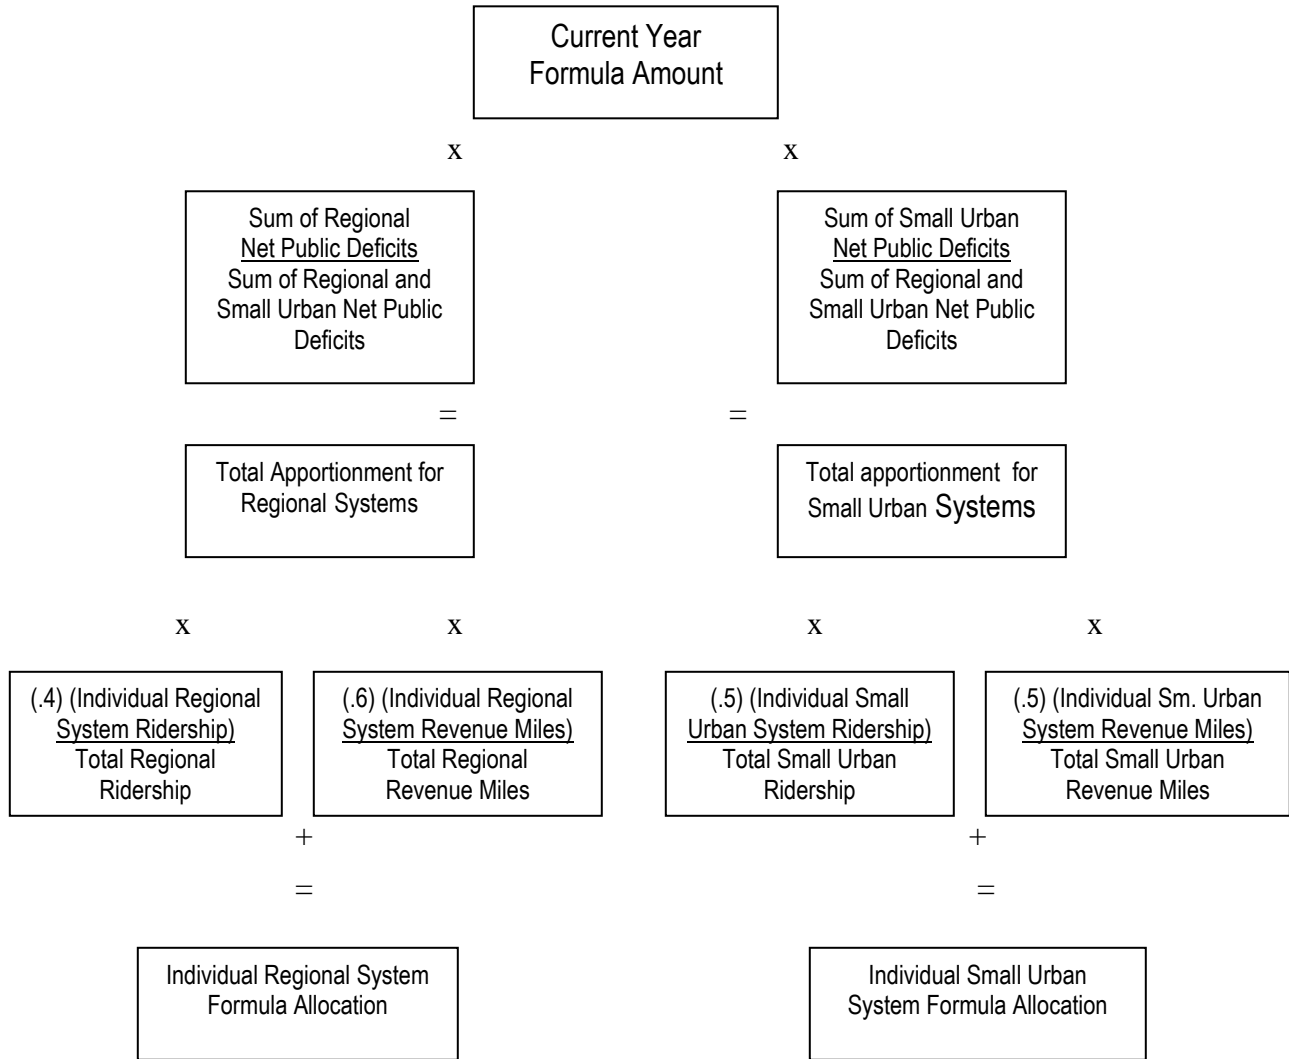 Current Year
Formula Amount
x
x
Sum of Regional
Net Public Deficits
Sum of Regional and
Small Urban Net Public
Deficits
Sum of Small Urban
Net Public Deficits
Sum of Regional and
Small Urban Net Public
Deficits
=
=
Total Apportionment for
Regional Systems
Total apportionment for
Small Urban Systems
x
x
x
x
(.4) (Individual Regional
System Ridership)
Total Regional
Ridership
(.6) (Individual Regional
System Revenue Miles)
Total Regional
Revenue Miles
(.5) (Individual Small
Urban System Ridership)
Total Small Urban
Ridership
(.5) (Individual Sm. Urban
System Revenue Miles)
Total Small Urban
Revenue Miles
+
+
=
=
Individual Regional System
Formula Allocation
Individual Small Urban
System Formula Allocation